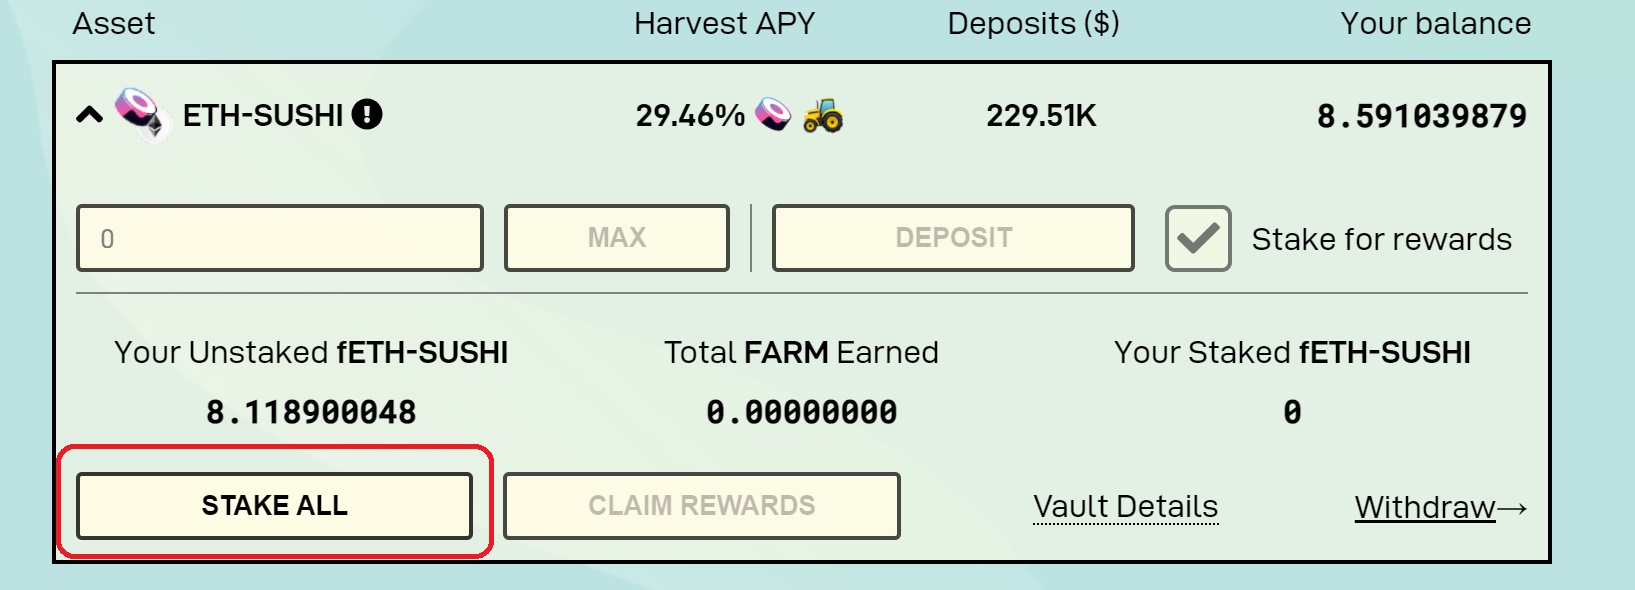 Asset Harvest APY Deposits ($) Your balance
ETH-SUSHI 29.46% 229.51K 8.591039879
0 MAX DEPOSIT Stake for rewards
Your Unstaked fETH-SUSHI Total FARM Earned Your Staked fETH-SUSHI
8.118900048 0.00000000 0
STAKE ALL CLAIM REWARDS Vault Details Withdraw→